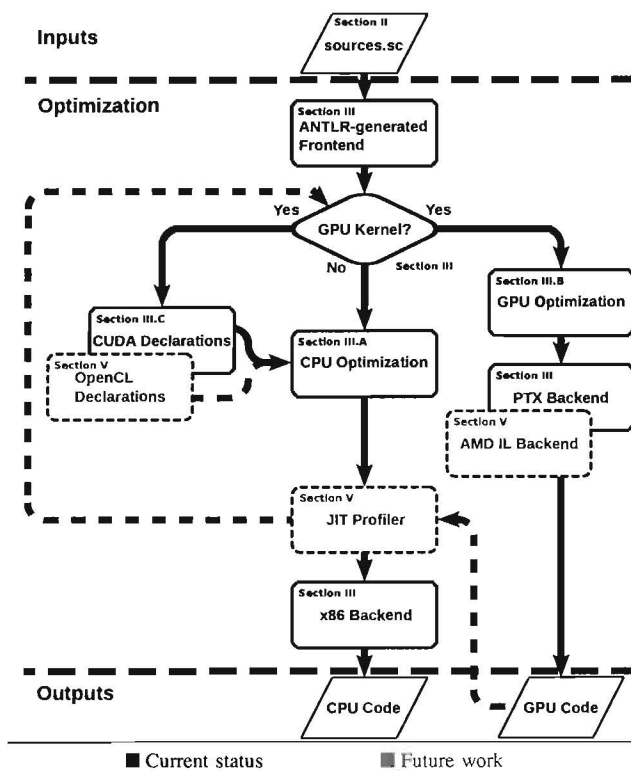 Inputs
Section II
sources.sc
Optimization
Section III
ANTLR-generated
Frontend
Yes
GPU Kernel?
Yes
No
Section III
Section III.C
CUDA Declarations
Section V
OpenCL
Declarations
Section III.A
CPU Optimization
Section III.B
GPU Optimization
Section III
PTX Backend
Section V
AMD IL Backend
Section V
JIT Profiler
Section III
x86 Backend
Outputs
CPU Code
GPU Code
Current status
Future work